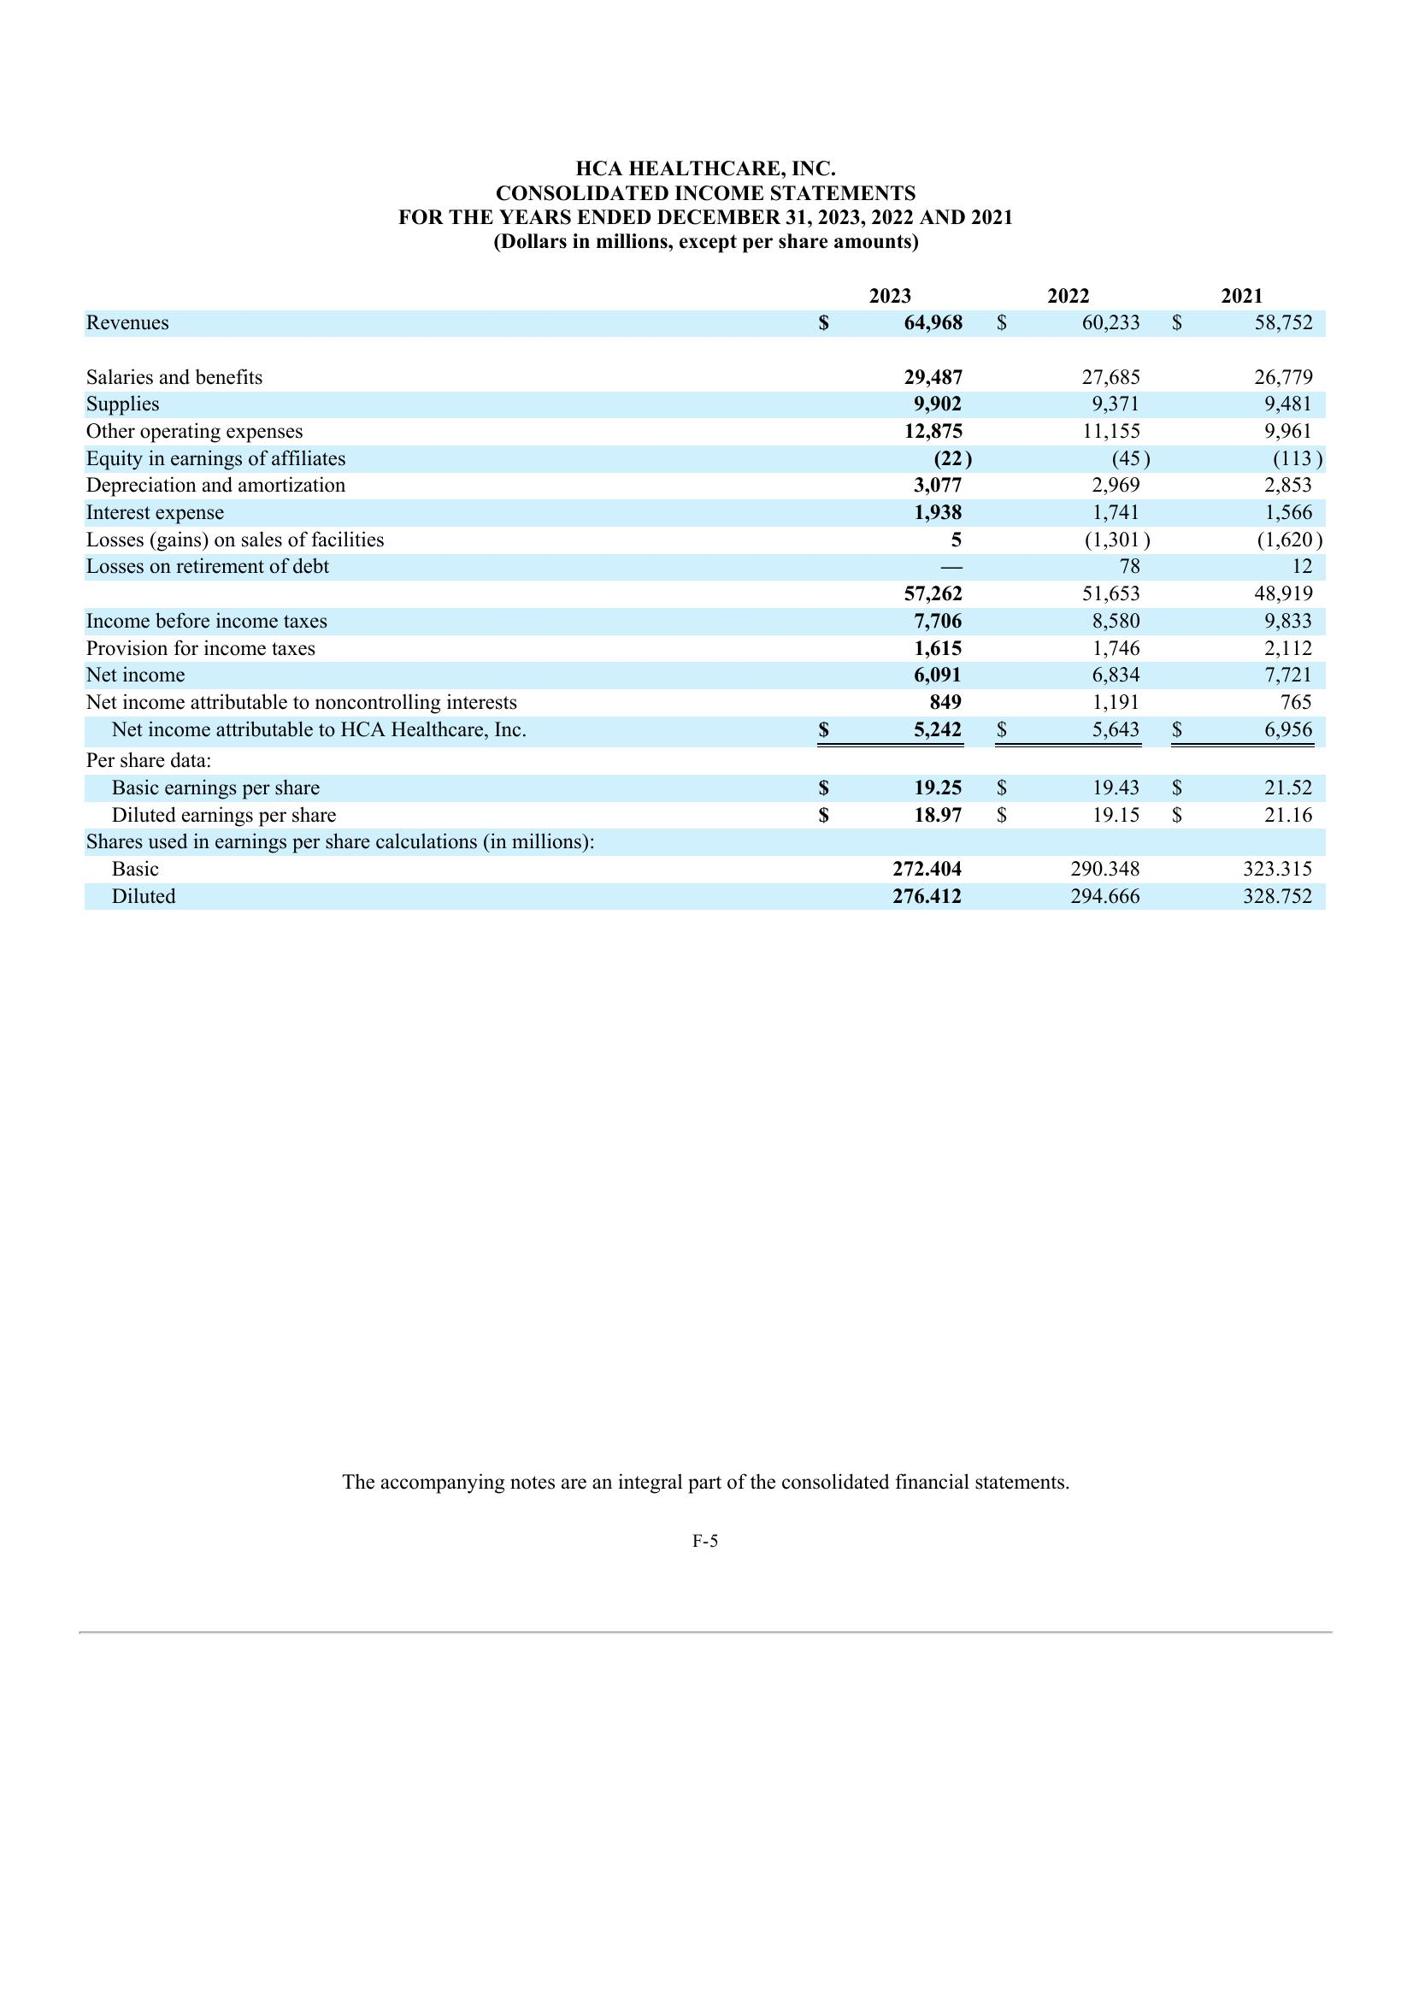 HCA HEALTHCARE, INC.
CONSOLIDATED INCOME STATEMENTS
FOR THE YEARS ENDED DECEMBER 31, 2023, 2022 AND 2021
(Dollars in millions, except per share amounts)
2023 2022 2021
Revenues $ 64,968 $ 60,233 $ 58,752
Salaries and benefits 29,487 27,685 26,779
Supplies 9,902 9,371 9,481
Other operating expenses 12,875 11,155 9,961
Equity in earnings of affiliates (22) (45) (113)
Depreciation and amortization 3,077 2,969 2,853
Interest expense 1,938 1,741 1,566
Losses (gains) on sales of facilities 5 (1,301) (1,620)
Losses on retirement of debt — 78 12
57,262 51,653 48,919
Income before income taxes 7,706 8,580 9,833
Provision for income taxes 1,615 1,746 2,112
Net income 6,091 6,834 7,721
Net income attributable to noncontrolling interests 849 1,191 765
Net income attributable to HCA Healthcare, Inc. $ 5,242 $ 5,643 $ 6,956
Per share data:
Basic earnings per share $ 19.25 $ 19.43 $ 21.52
Diluted earnings per share $ 18.97 $ 19.15 $ 21.16
Shares used in earnings per share calculations (in millions):
Basic 272.404 290.348 323.315
Diluted 276.412 294.666 328.752
The accompanying notes are an integral part of the consolidated financial statements.
F-5